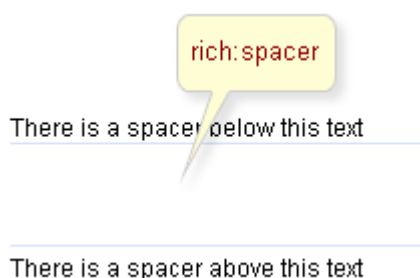 rich:spacer
There is a spacer below this text
There is a spacer above this text